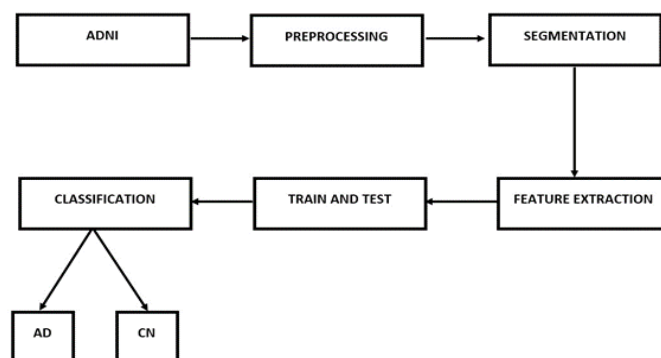 ADNI
PREPROCESSING
SEGMENTATION
FEATURE EXTRACTION
TRAIN AND TEST
CLASSIFICATION
AD
CN